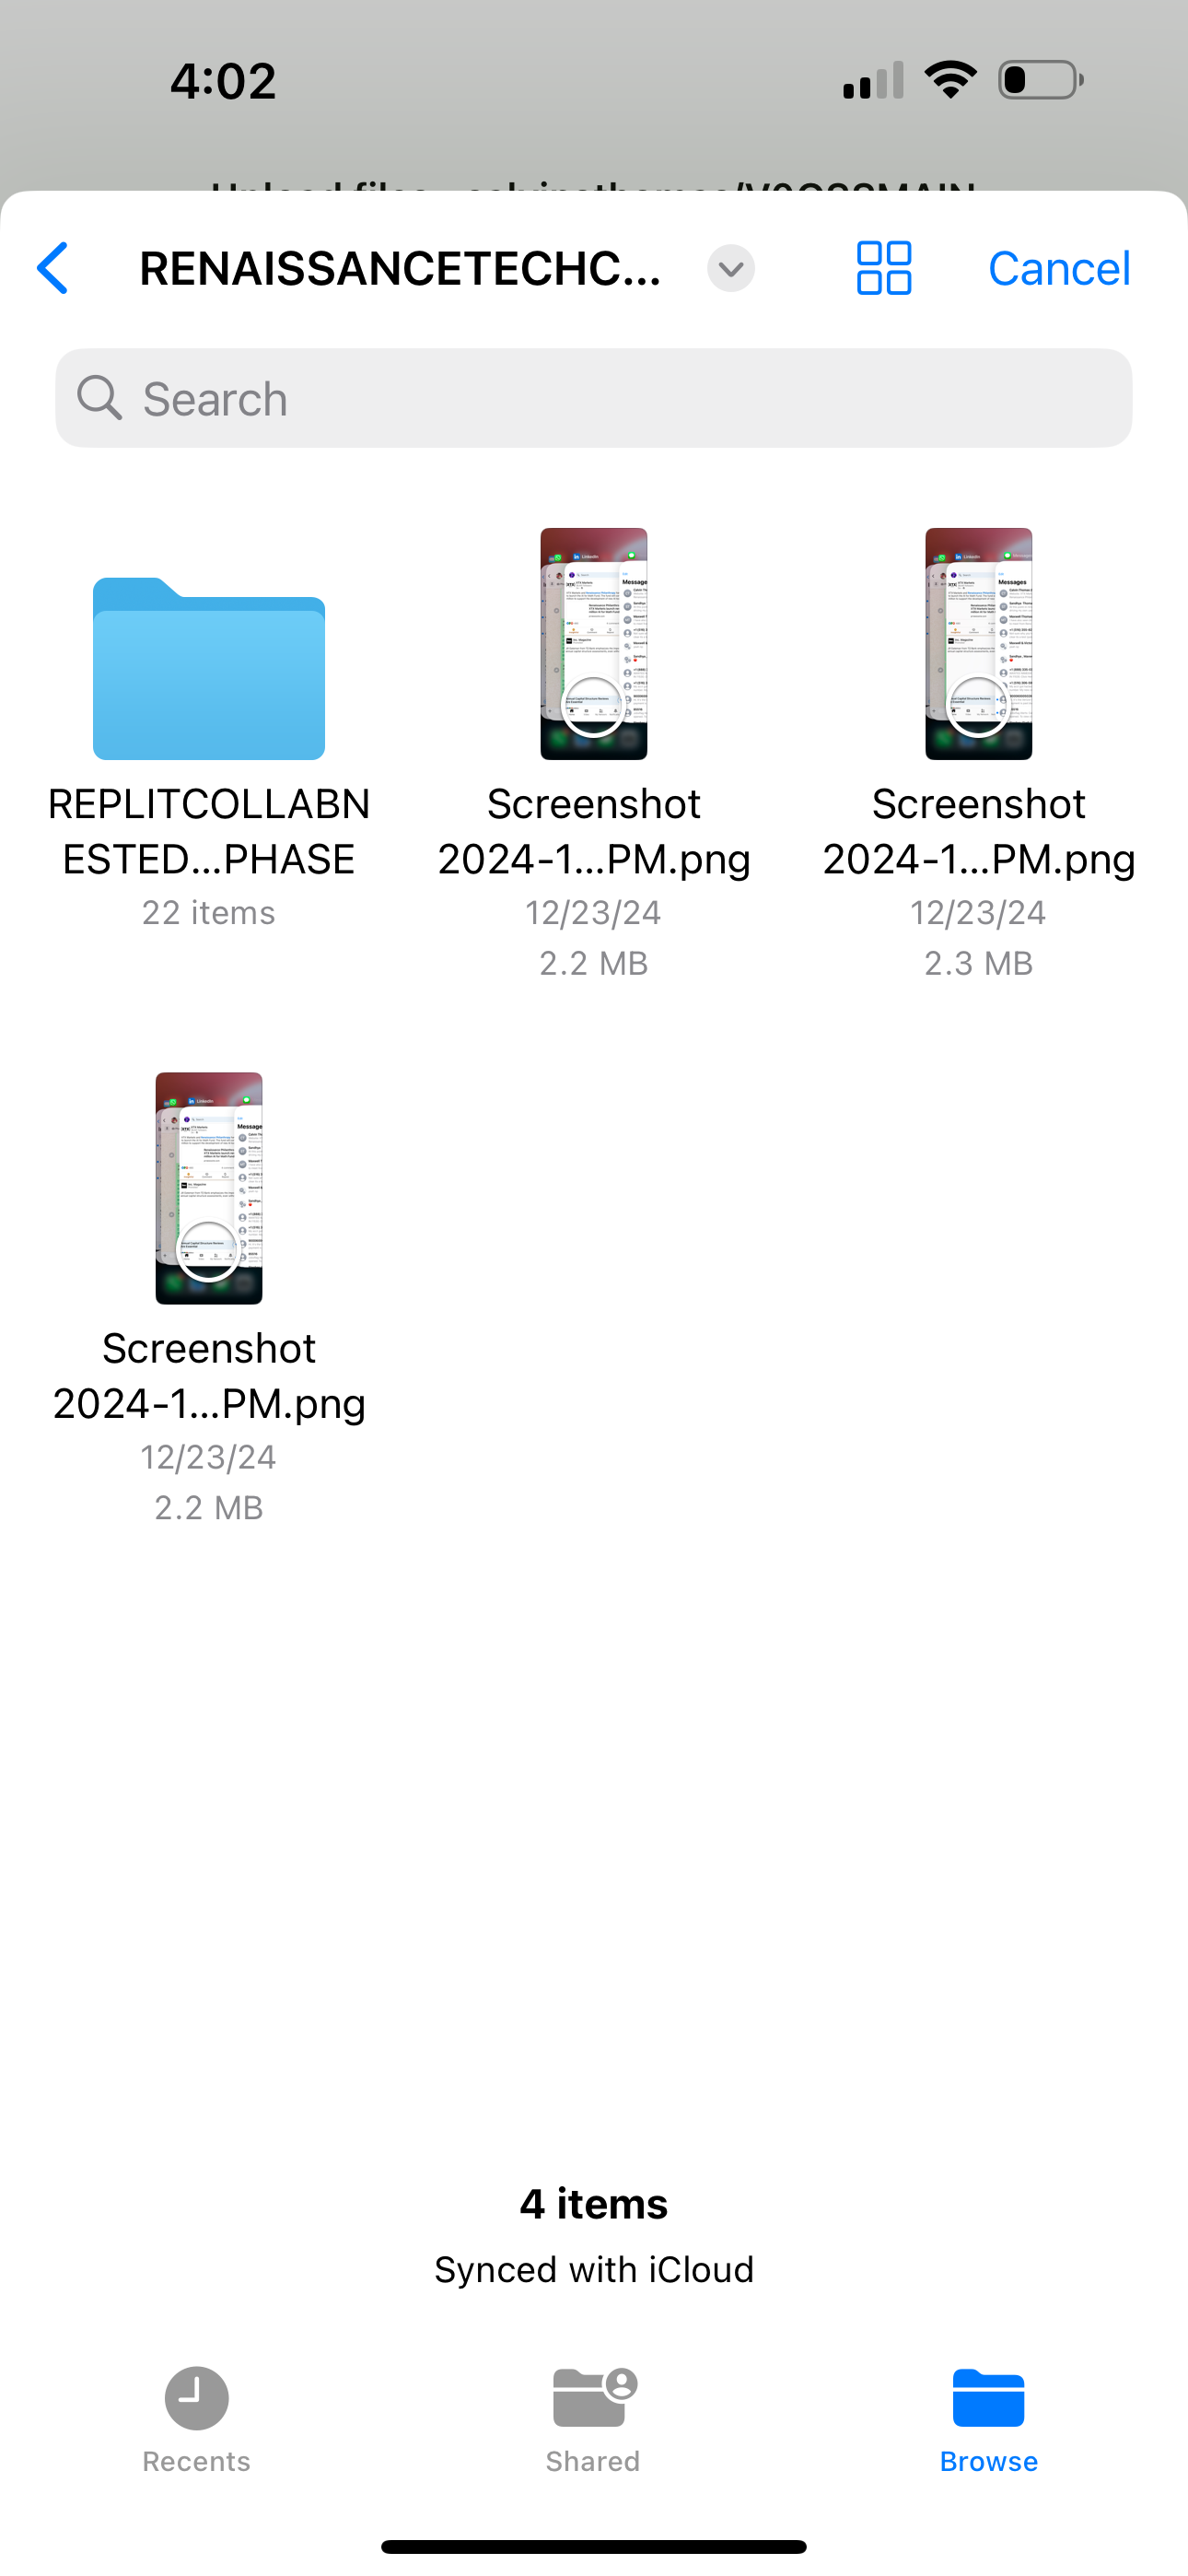 4:02
RENAISSANCETECHC...
Cancel
Search
REPLITCOLLABN
ESTED...PHASE
22 items
Screenshot
2024-1...PM.png
12/23/24
2.2 MB
Screenshot
2024-1...PM.png
12/23/24
2.3 MB
Screenshot
2024-1...PM.png
12/23/24
2.2 MB
4 items
Synced with iCloud
Recents
Shared
Browse